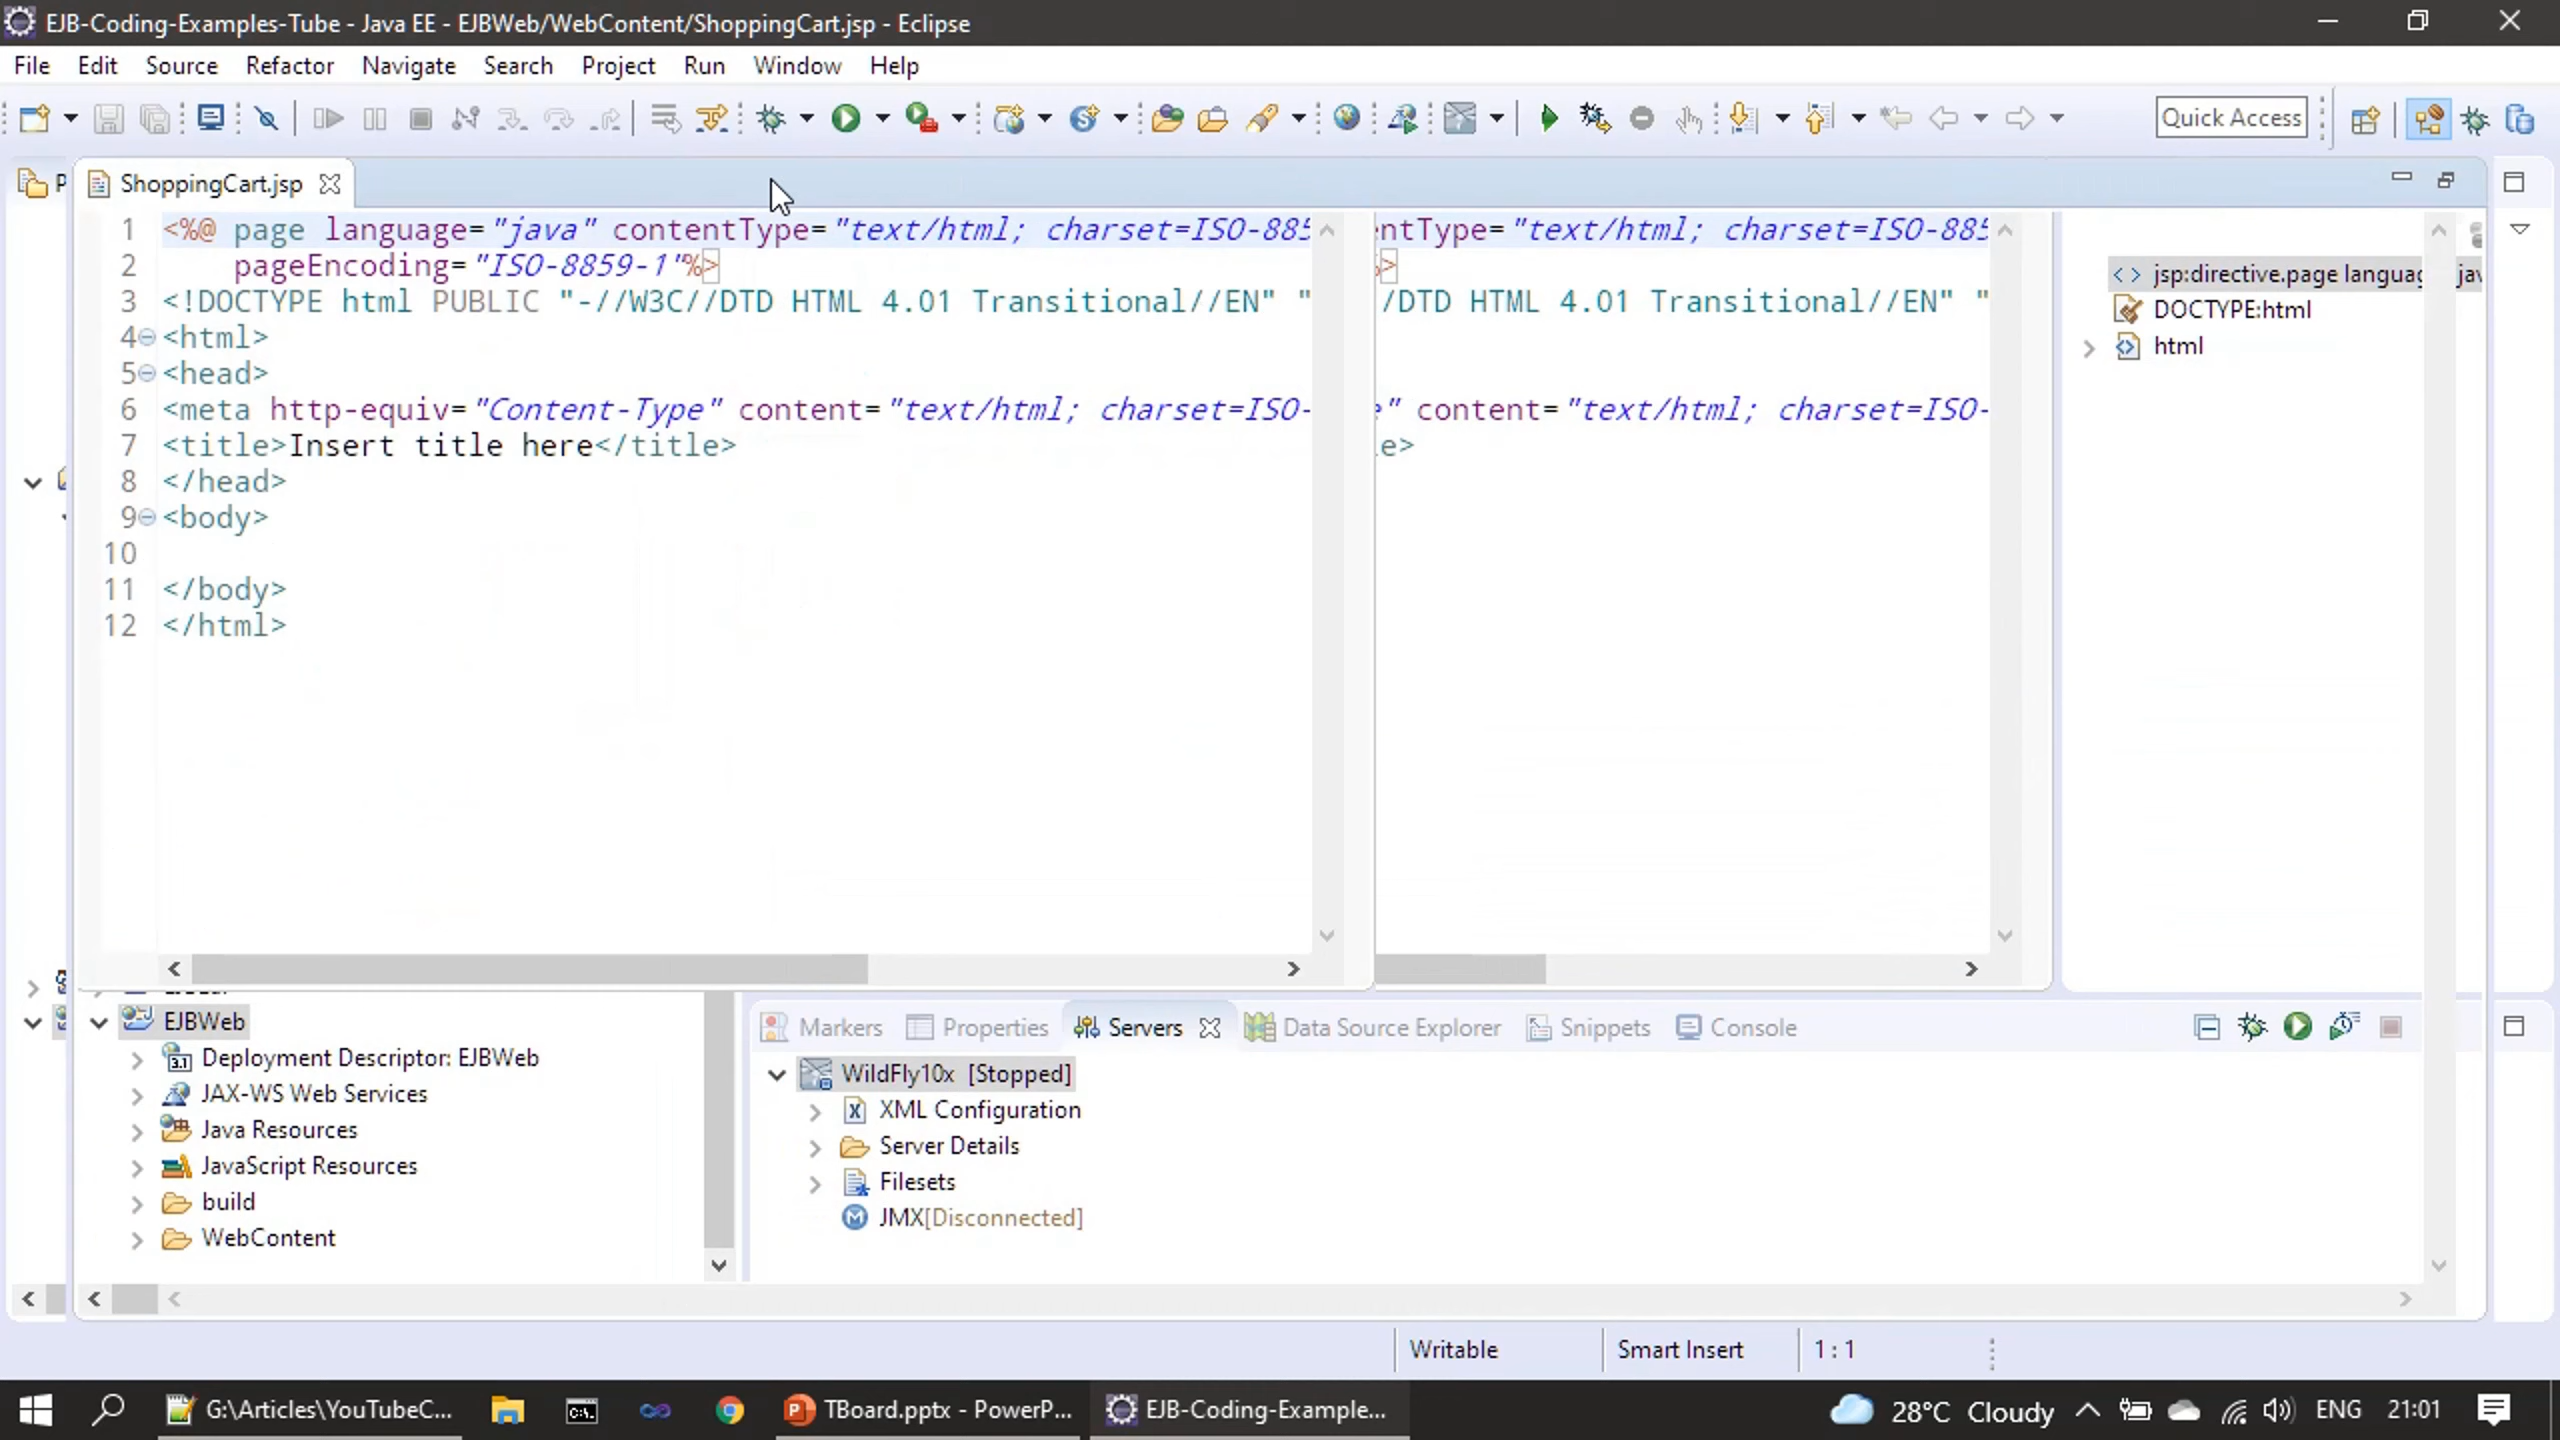 EJB-Coding-Examples-Tube - Java EE - EJBWeb/WebContent/ShoppingCart.jsp - Eclipse
File Edit Source Refactor Navigate Search Project Run Window Help
Quick Access
P
ShoppingCart.jsp
1 <%@ page language="java" contentType="text/html; charset=ISO-885
ntType="text/html; charset=ISO-885
2 pageEncoding="ISO-8859-1"%>
>
3 <!DOCTYPE html PUBLIC "-//W3C//DTD HTML 4.01 Transitional//EN" "
/DTD HTML 4.01 Transitional//EN" "
4 <html>
5 <head>
6 <meta http-equiv="Content-Type" content="text/html; charset=ISO-
" content="text/html; charset=ISO-
7 <title>Insert title here</title>
e>
8 </head>
9 <body>
10
11 </body>
12 </html>
jsp:directive.page languag jav
DOCTYPE:html
html
EJBWeb
Deployment Descriptor: EJBWeb
3.1
JAX-WS Web Services
Java Resources
JavaScript Resources
build
WebContent
Markers Properties Servers Data Source Explorer Snippets Console
WildFly10x [Stopped]
XML Configuration
Server Details
Filesets
JMX[Disconnected]
Writable Smart Insert 1 : 1
G:\Articles\YouTubeC... TBoard.pptx - PowerP... EJB-Coding-Example... 28°C Cloudy ENG 21:01